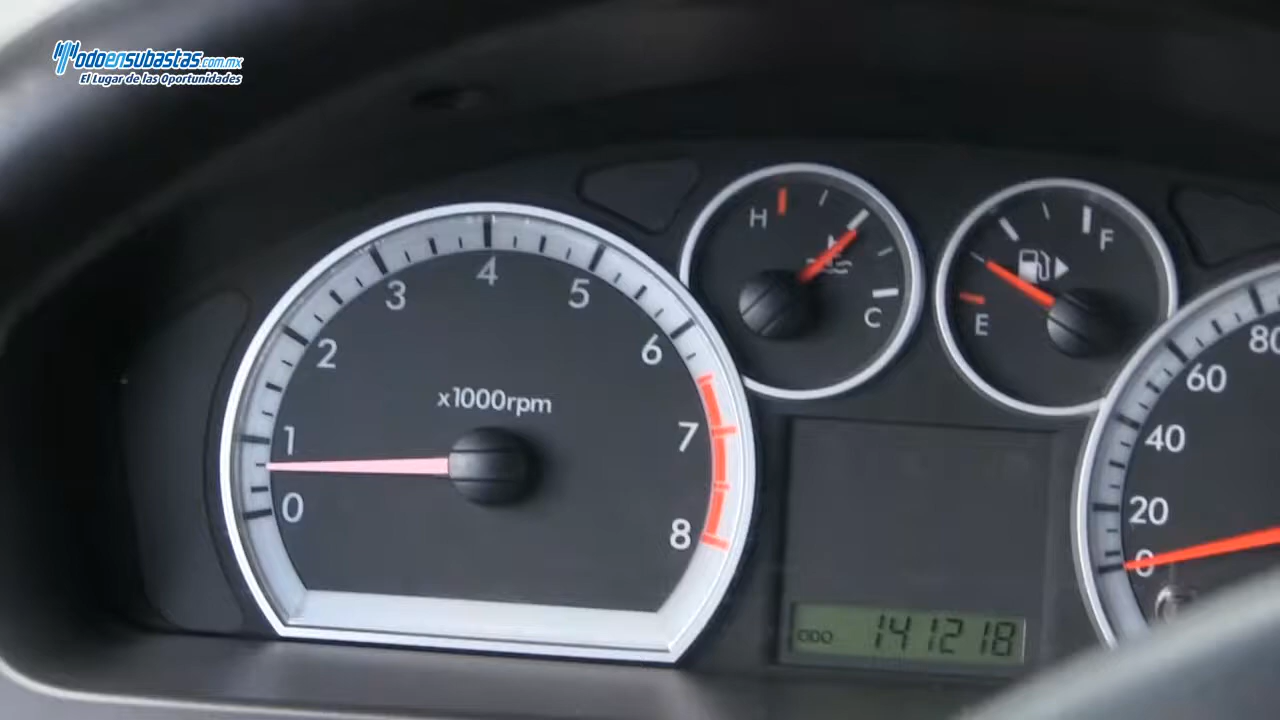 Todoensubastas.com.mx
El Lugar de las Oportunidades
H
C
F
E
0
1
2
3
4
5
6
7
8
x1000rpm
0
20
40
60
80
ODO 141218